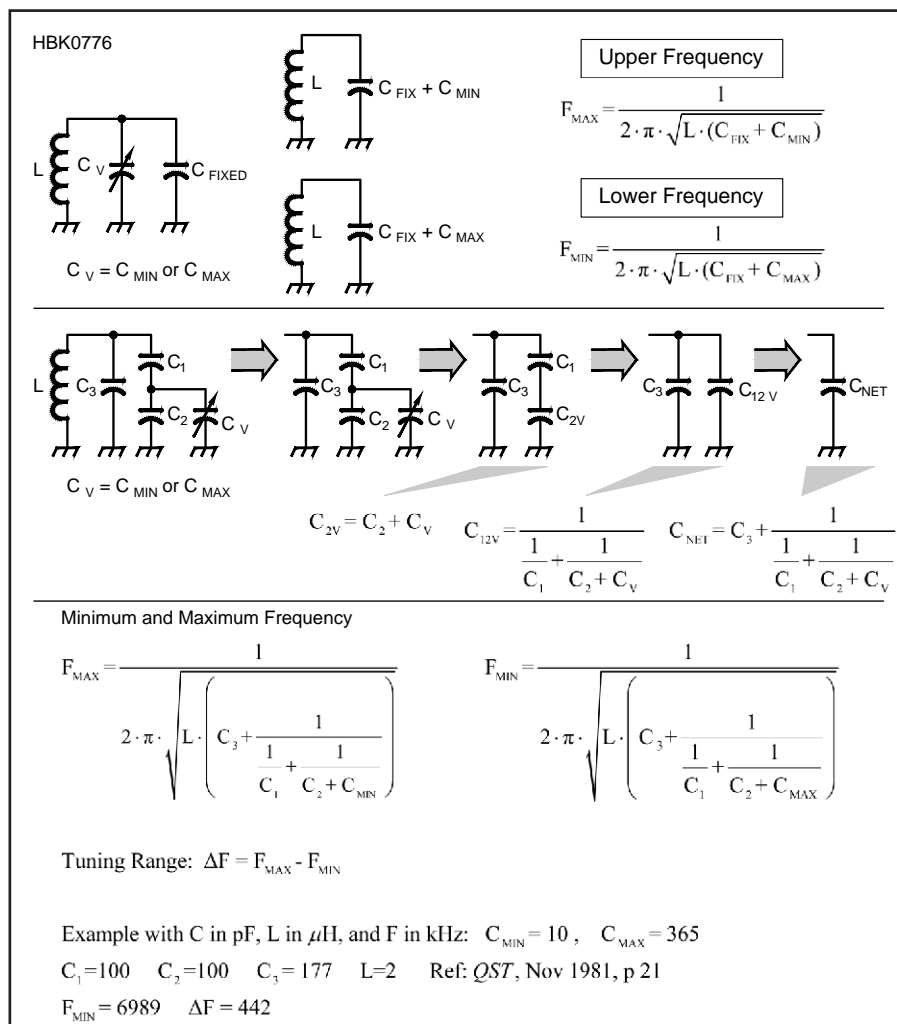 HBK0776
L
C V
C FIXED
C V = C MIN or C MAX
L
C FIX + C MIN
L
C FIX + C MAX
Upper Frequency
F_MAX = 1 / (2 · π · √(L · (C_FIX + C_MIN)))
Lower Frequency
F_MIN = 1 / (2 · π · √(L · (C_FIX + C_MAX)))
L
C3
C1
C2
C V
C V = C MIN or C MAX
C3
C1
C2
C V
C3
C1
C2V
C3
C12 V
CNET
C_2V = C_2 + C_V
C_12V = 1 / (1/C_1 + 1/(C_2 + C_V))
C_NET = C_3 + 1 / (1/C_1 + 1/(C_2 + C_V))
Minimum and Maximum Frequency
F_MAX = 1 / (2 · π · √(L · (C_3 + 1 / (1/C_1 + 1/(C_2 + C_MIN)))))
F_MIN = 1 / (2 · π · √(L · (C_3 + 1 / (1/C_1 + 1/(C_2 + C_MAX)))))
Tuning Range: ΔF = F_MAX - F_MIN
Example with C in pF, L in μH, and F in kHz: C_MIN = 10 , C_MAX = 365
C_1=100 C_2=100 C_3 = 177 L=2 Ref: QST, Nov 1981, p 21
F_MIN = 6989 ΔF = 442